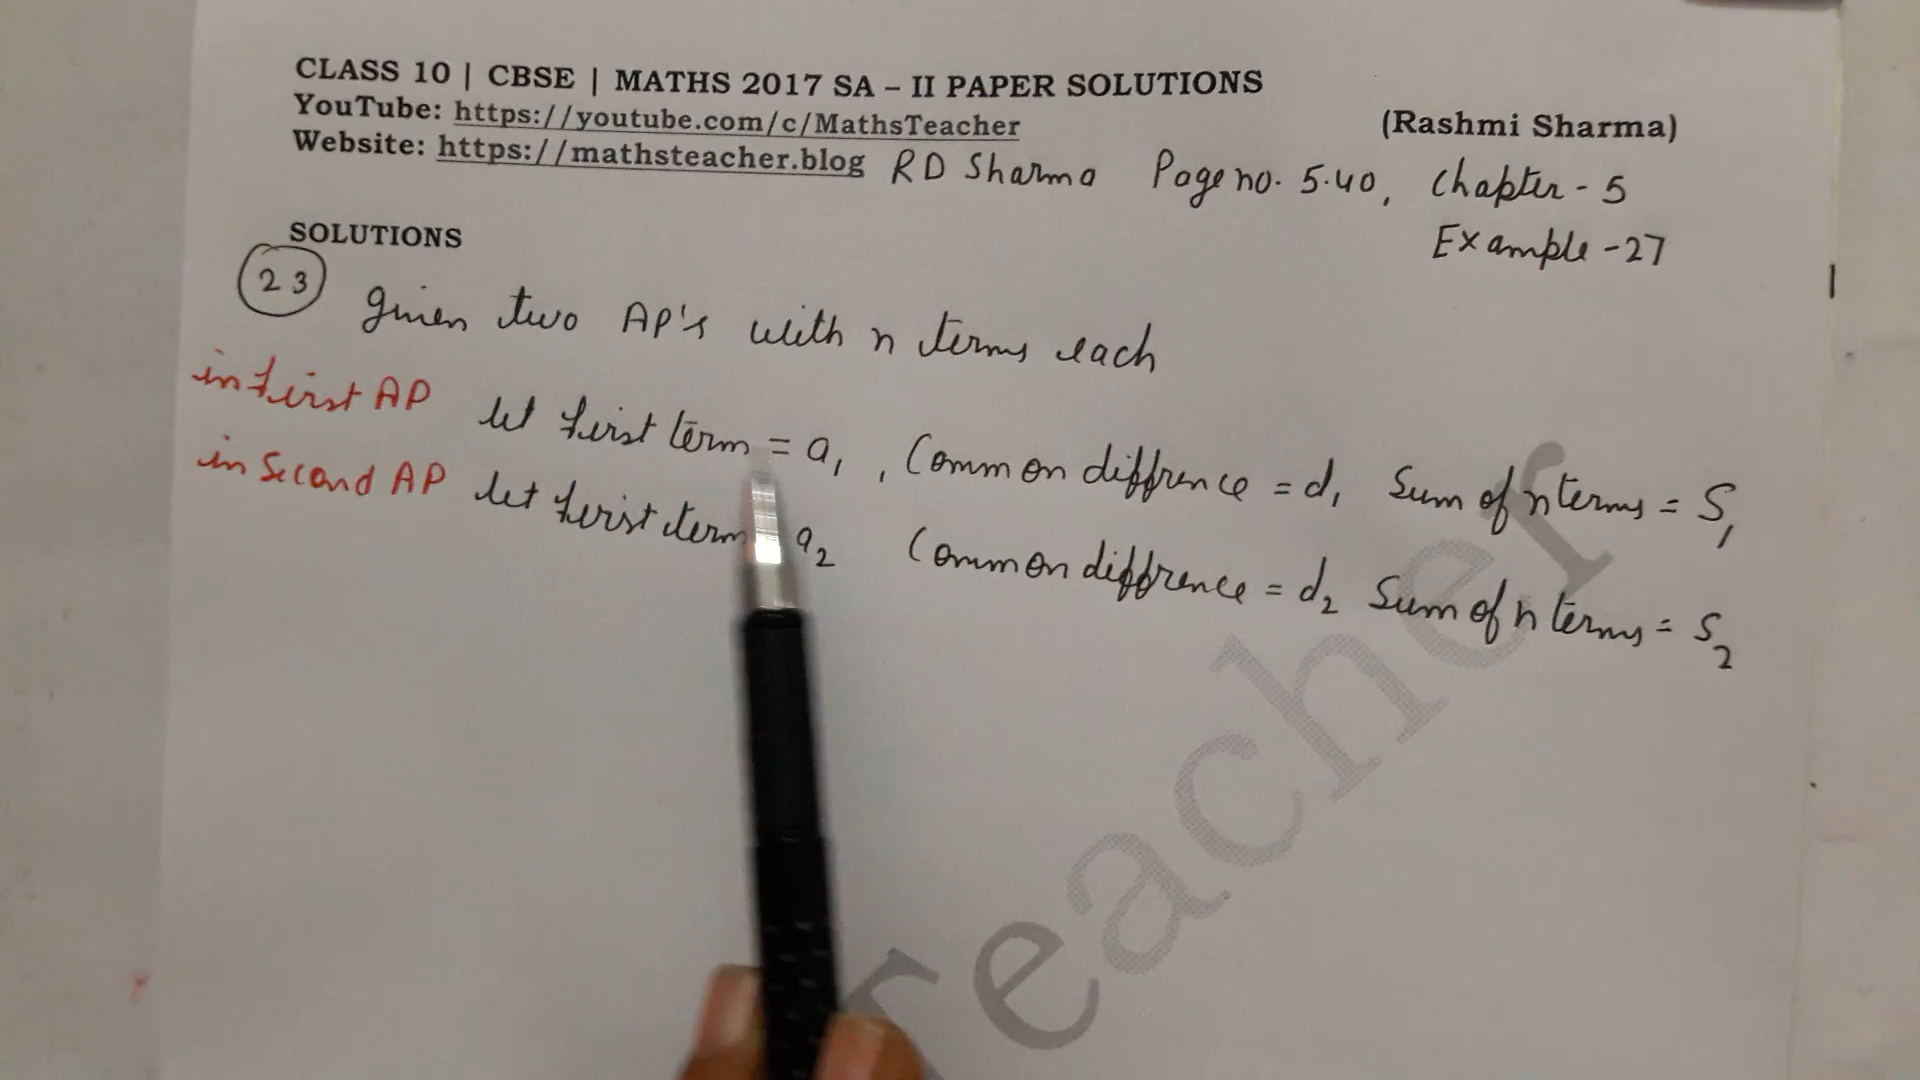 CLASS 10 | CBSE | MATHS 2017 SA – II PAPER SOLUTIONS
YouTube: https://youtube.com/c/MathsTeacher (Rashmi Sharma)
Website: https://mathsteacher.blog RD Sharma Page no. 5.40, Chapter - 5
Example - 27
SOLUTIONS
23 given two AP's with n terms each
in first AP let first term = a₁, Common diffrence = d₁ Sum of n terms = S₁
in Second AP let first term a₂ Common diffrence = d₂ Sum of n terms = S₂
eacher